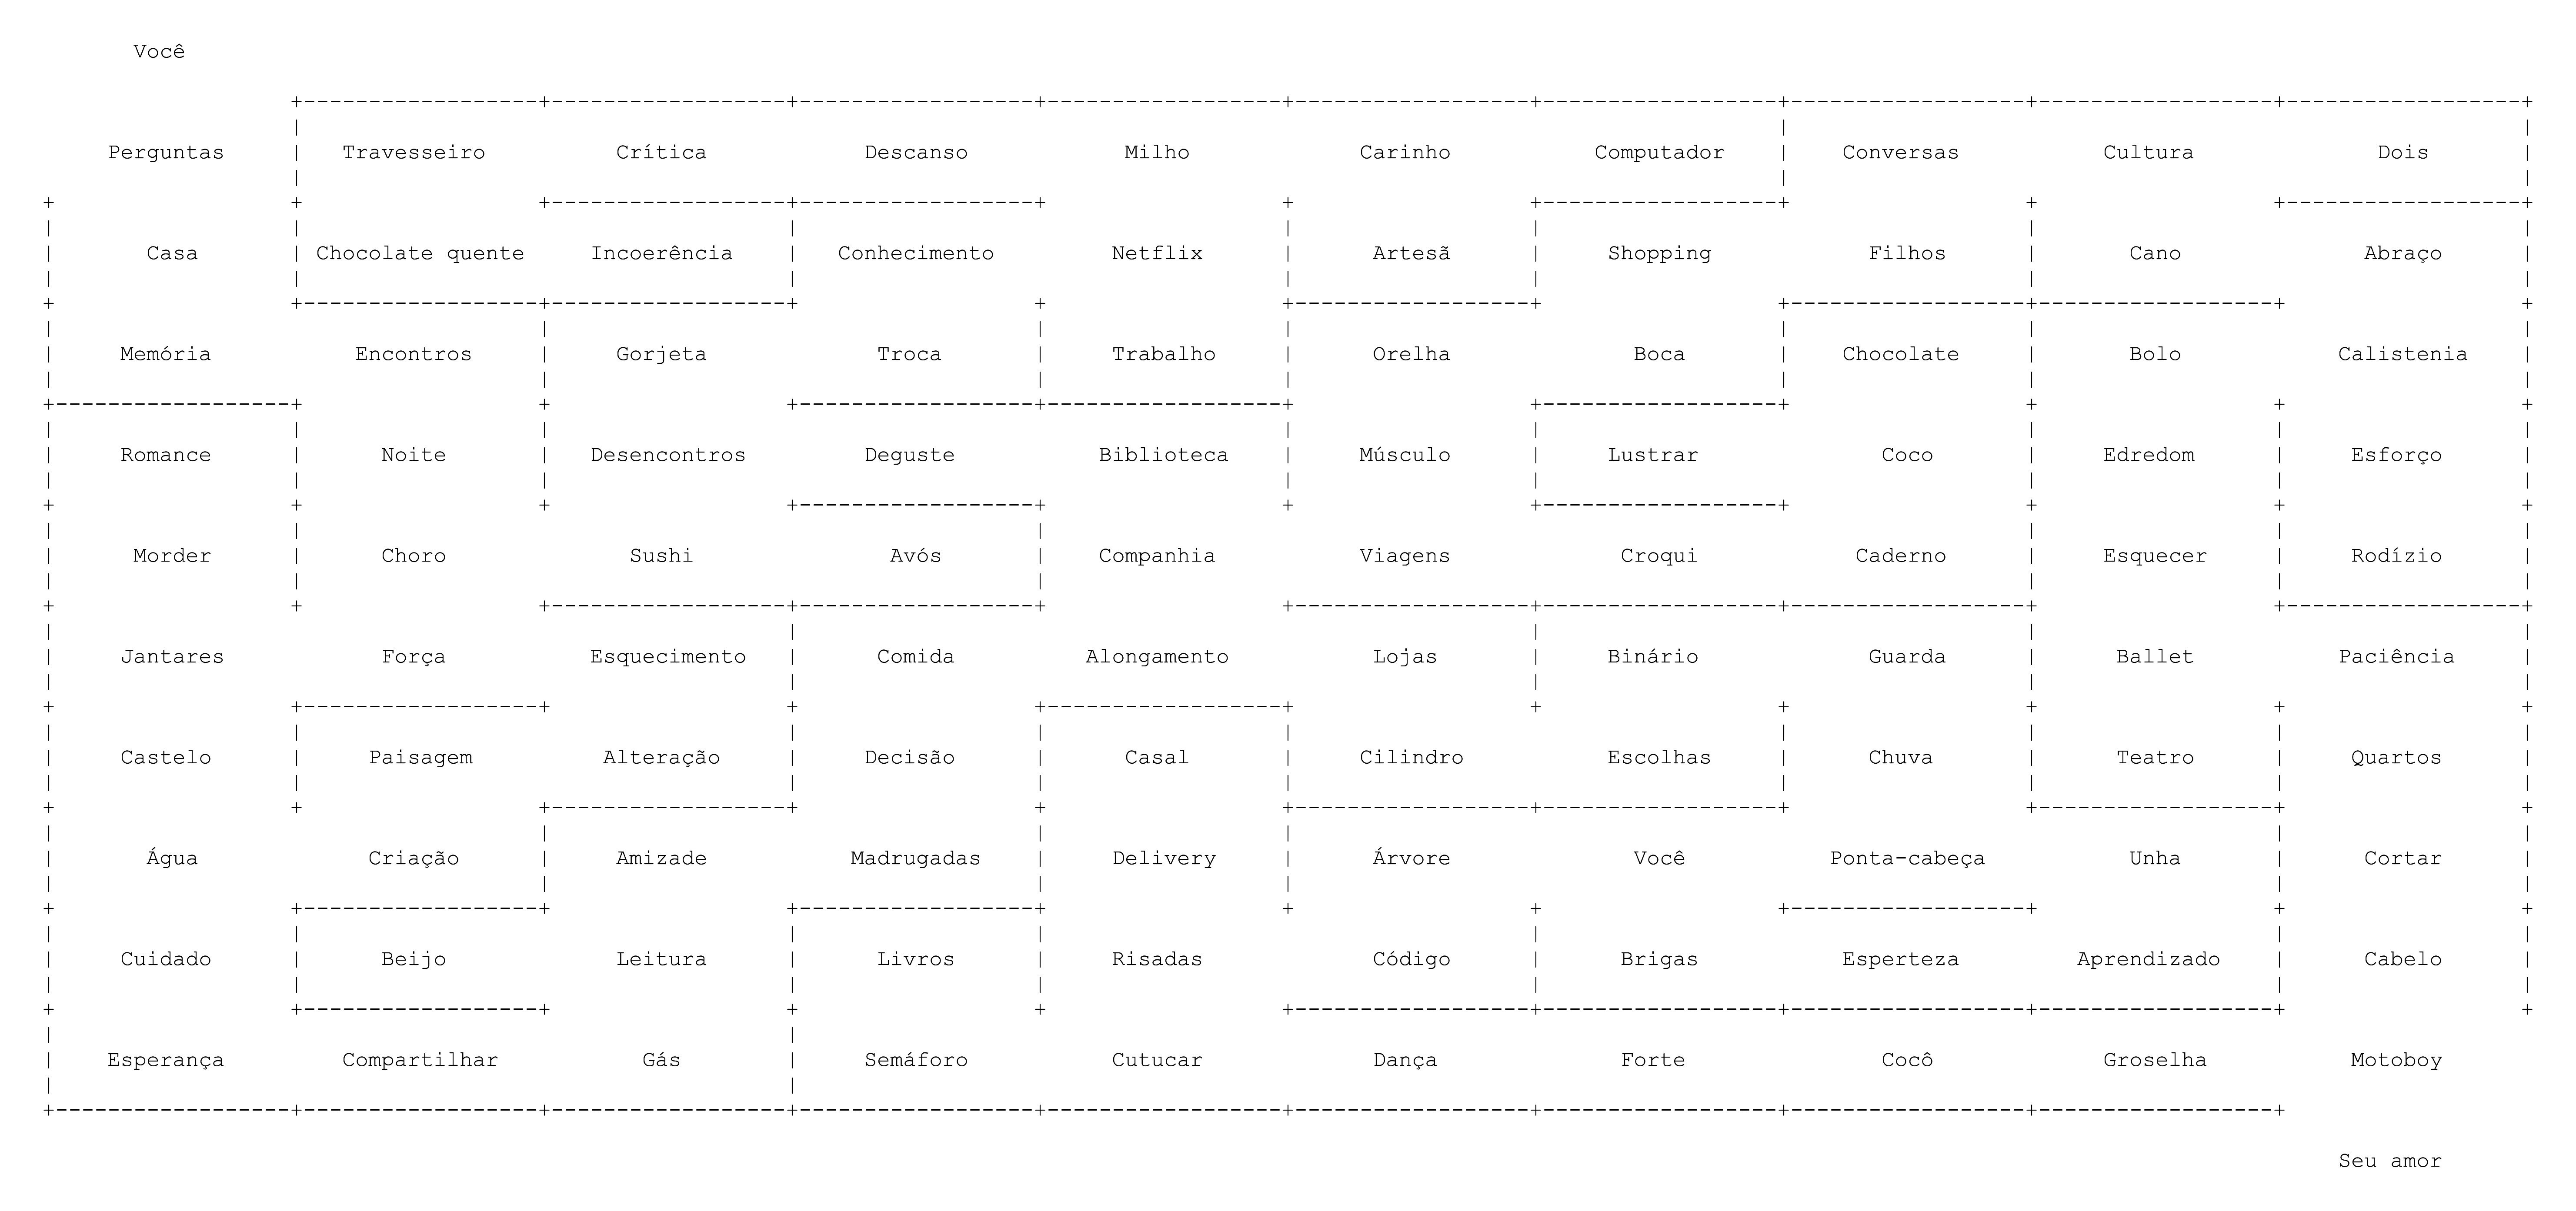 Você
Perguntas Travesseiro Crítica Descanso Milho Carinho Computador Conversas Cultura Dois
Casa Chocolate quente Incoerência Conhecimento Netflix Artesã Shopping Filhos Cano Abraço
Memória Encontros Gorjeta Troca Trabalho Orelha Boca Chocolate Bolo Calistenia
Romance Noite Desencontros Deguste Biblioteca Músculo Lustrar Coco Edredom Esforço
Morder Choro Sushi Avós Companhia Viagens Croqui Caderno Esquecer Rodízio
Jantares Força Esquecimento Comida Alongamento Lojas Binário Guarda Ballet Paciência
Castelo Paisagem Alteração Decisão Casal Cilindro Escolhas Chuva Teatro Quartos
Água Criação Amizade Madrugadas Delivery Árvore Você Ponta-cabeça Unha Cortar
Cuidado Beijo Leitura Livros Risadas Código Brigas Esperteza Aprendizado Cabelo
Esperança Compartilhar Gás Semáforo Cutucar Dança Forte Cocô Groselha Motoboy
Seu amor